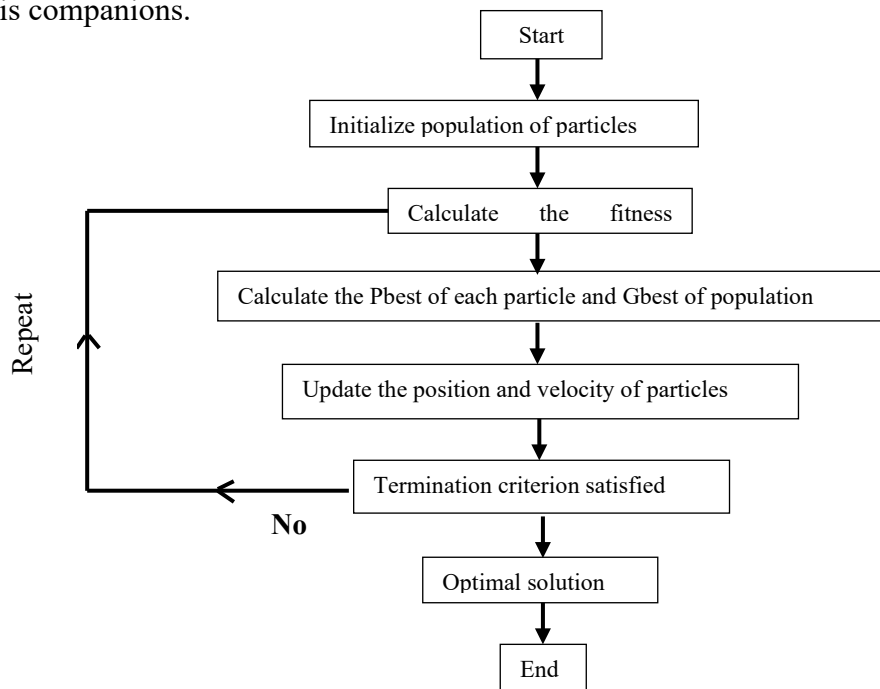 is companions.
Start
Initialize population of particles
Calculate the fitness
Calculate the Pbest of each particle and Gbest of population
Repeat
Update the position and velocity of particles
Termination criterion satisfied
No
Optimal solution
End